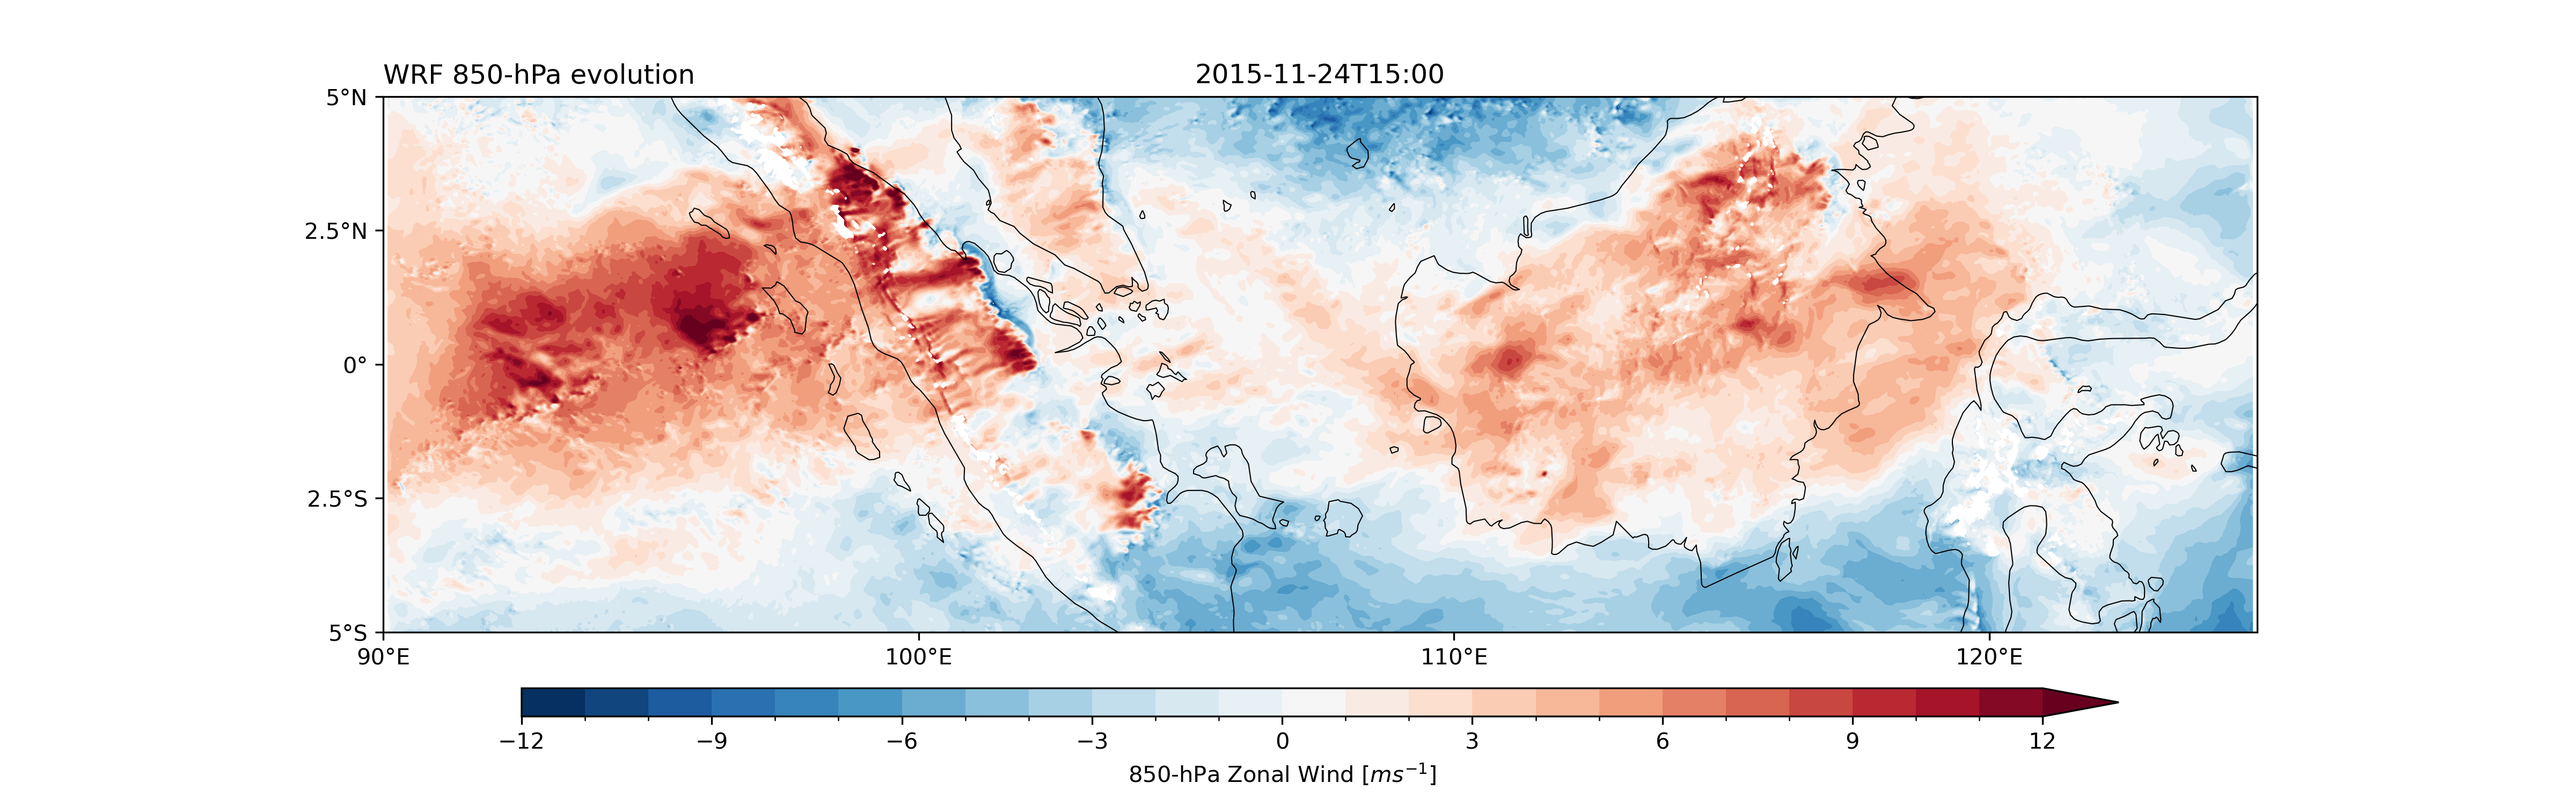 WRF 850-hPa evolution
2015-11-24T15:00
5°N
2.5°N
0°
2.5°S
5°S
90°E 100°E 110°E 120°E
−12 −9 −6 −3 0 3 6 9 12
850-hPa Zonal Wind [ms⁻¹]